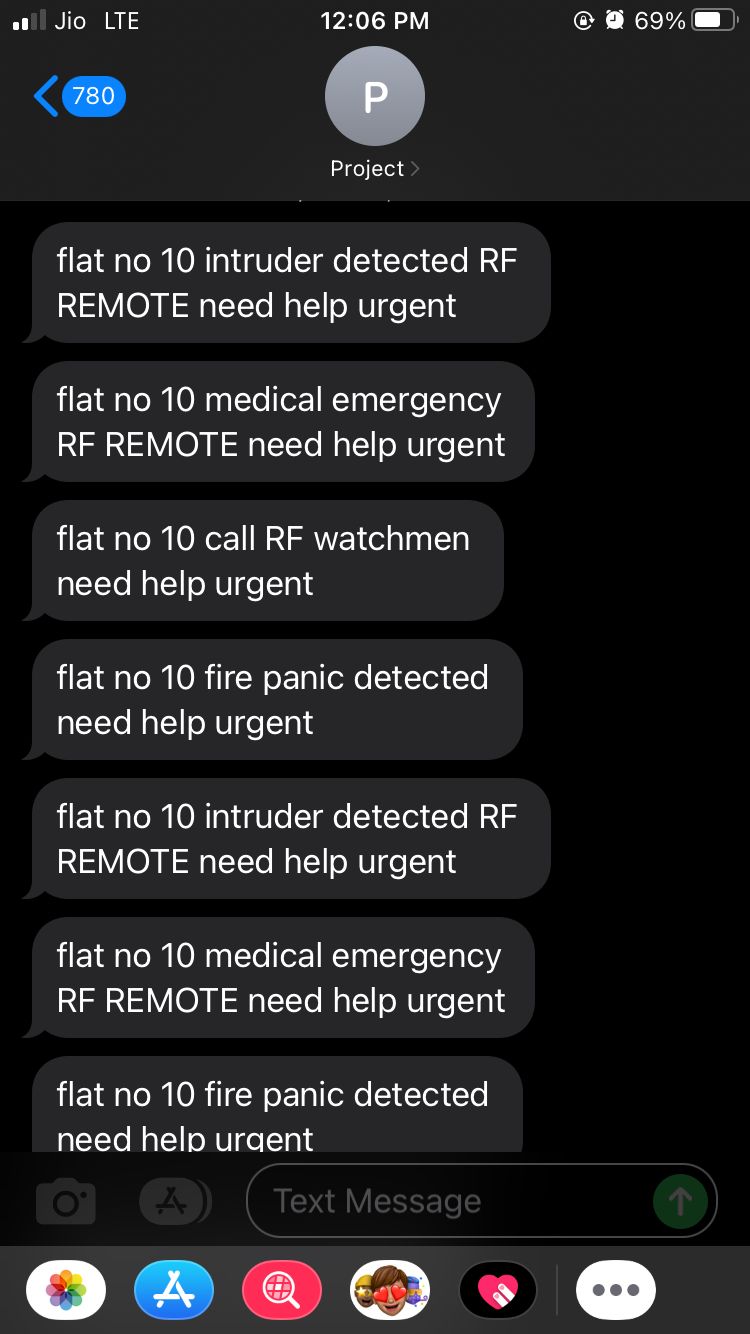 Jio LTE 12:06 PM 69%
780
P
Project
flat no 10 intruder detected RF
REMOTE need help urgent
flat no 10 medical emergency
RF REMOTE need help urgent
flat no 10 call RF watchmen
need help urgent
flat no 10 fire panic detected
need help urgent
flat no 10 intruder detected RF
REMOTE need help urgent
flat no 10 medical emergency
RF REMOTE need help urgent
flat no 10 fire panic detected
need help urgent
Text Message